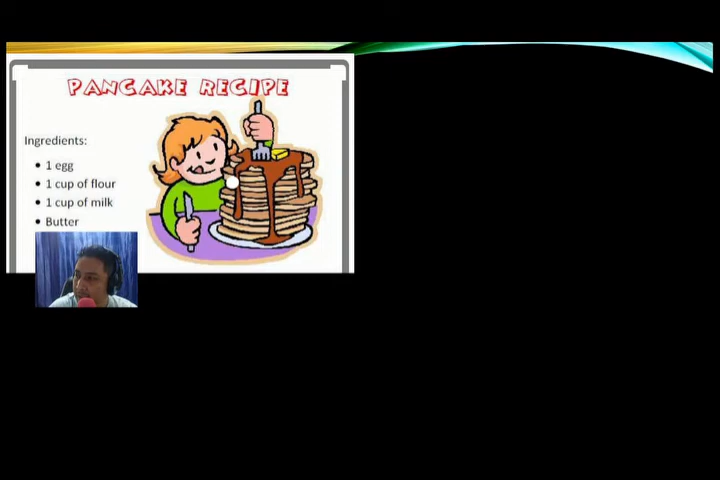 PANCAKE RECIPE
Ingredients:
• 1 egg
• 1 cup of flour
• 1 cup of milk
• Butter